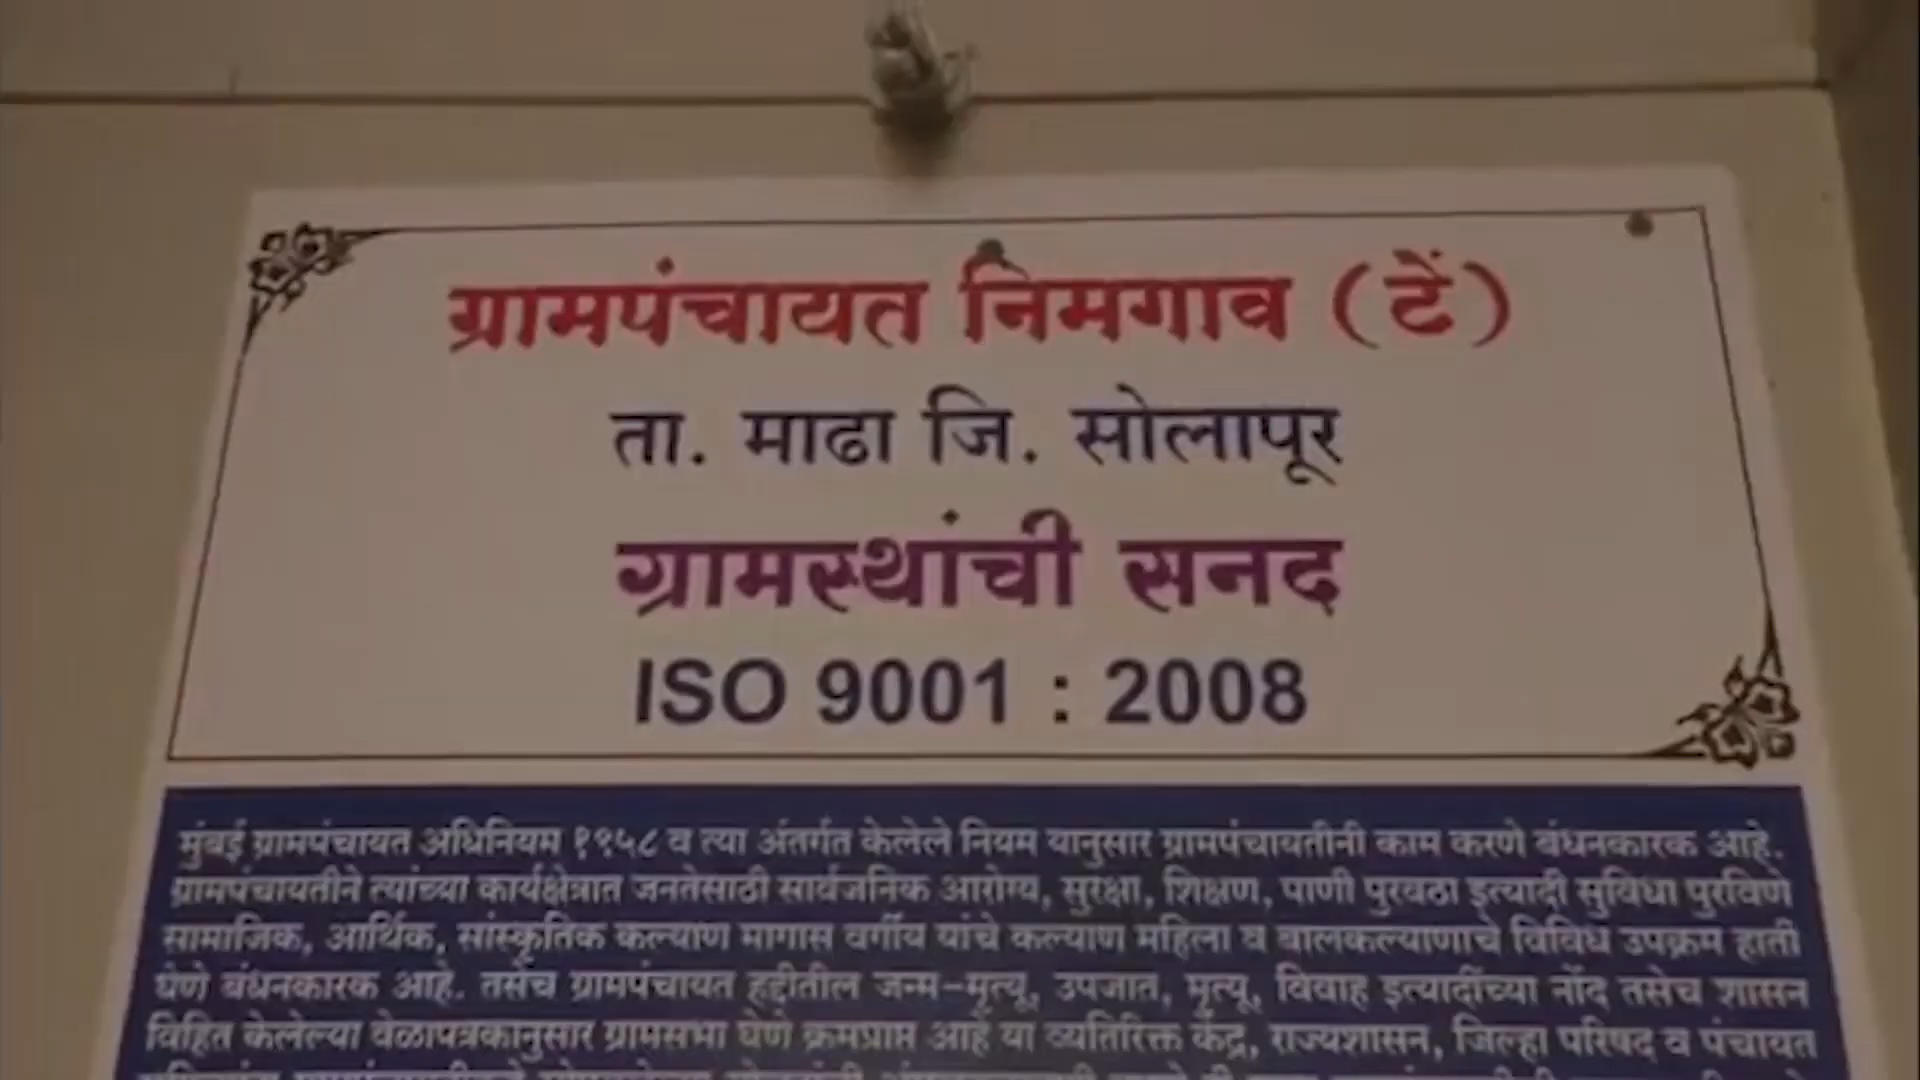 ग्रामपंचायत निमगाव (टें)
ता. माढा जि. सोलापूर
ग्रामस्थांची सनद
ISO 9001 : 2008
मुंबई ग्रामपंचायत अधिनियम १९५८ व त्या अंतर्गत केलेले नियम यानुसार ग्रामपंचायतीनी काम करणे बंधनकारक आहे.
ग्रामपंचायतीने त्यांच्या कार्यक्षेत्रात जनतेसाठी सार्वजनिक आरोग्य, सुरक्षा, शिक्षण, पाणी पुरवठा इत्यादी सुविधा पुरविणे
सामाजिक, आर्थिक, सांस्कृतिक कल्याण मागास वर्गीय यांचे कल्याण महिला व बालकल्याणाचे विविध उपक्रम हाती
घेणे बंधनकारक आहे. तसेच ग्रामपंचायत हद्दीतील जन्म-मृत्यू, उपजात, मृत्यू, विवाह इत्यादींच्या नोंद तसेच शासन
विहित केलेल्या वेळापत्रकानुसार ग्रामसभा घेणे क्रमप्राप्त आहे या व्यतिरिक्त केंद्र, राज्यशासन, जिल्हा परिषद व पंचायत